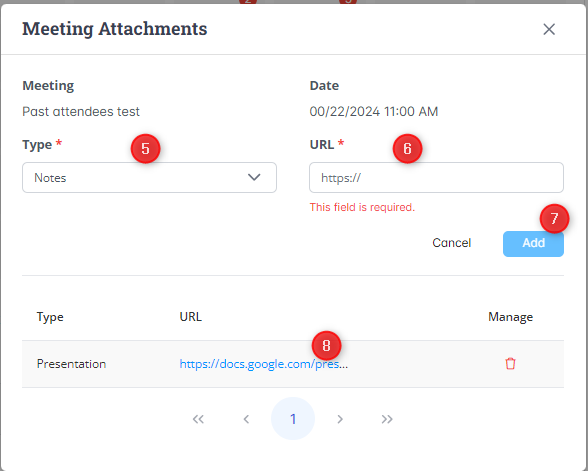 Meeting Attachments
Meeting
Date
Past attendees test
00/22/2024 11:00 AM
Type * 5
URL * 6
Notes
https://
This field is required.
7
Cancel
Add
Type URL Manage
8
Presentation https://docs.google.com/pres...
1